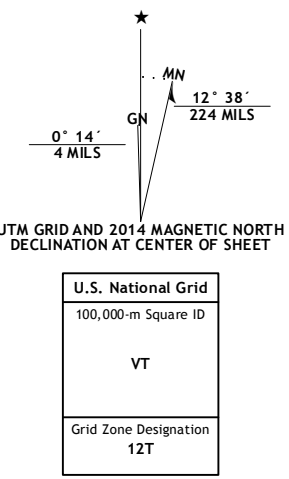 ★
MN
GN
12° 38´
224 MILS
0° 14´
4 MILS
UTM GRID AND 2014 MAGNETIC NORTH
DECLINATION AT CENTER OF SHEET
U.S. National Grid
100,000-m Square ID
VT
Grid Zone Designation
12T